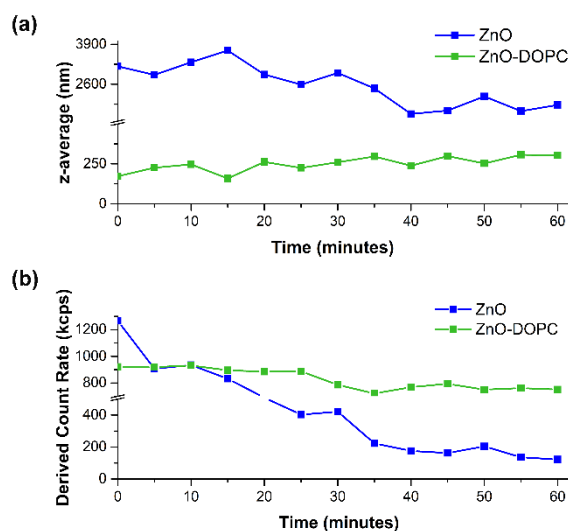 (a)
3900
2600
250
0
z-average (nm)
ZnO
ZnO-DOPC
0 10 20 30 40 50 60
Time (minutes)
(b)
1200
1000
800
400
200
0
Derived Count Rate (kcps)
ZnO
ZnO-DOPC
0 10 20 30 40 50 60
Time (minutes)